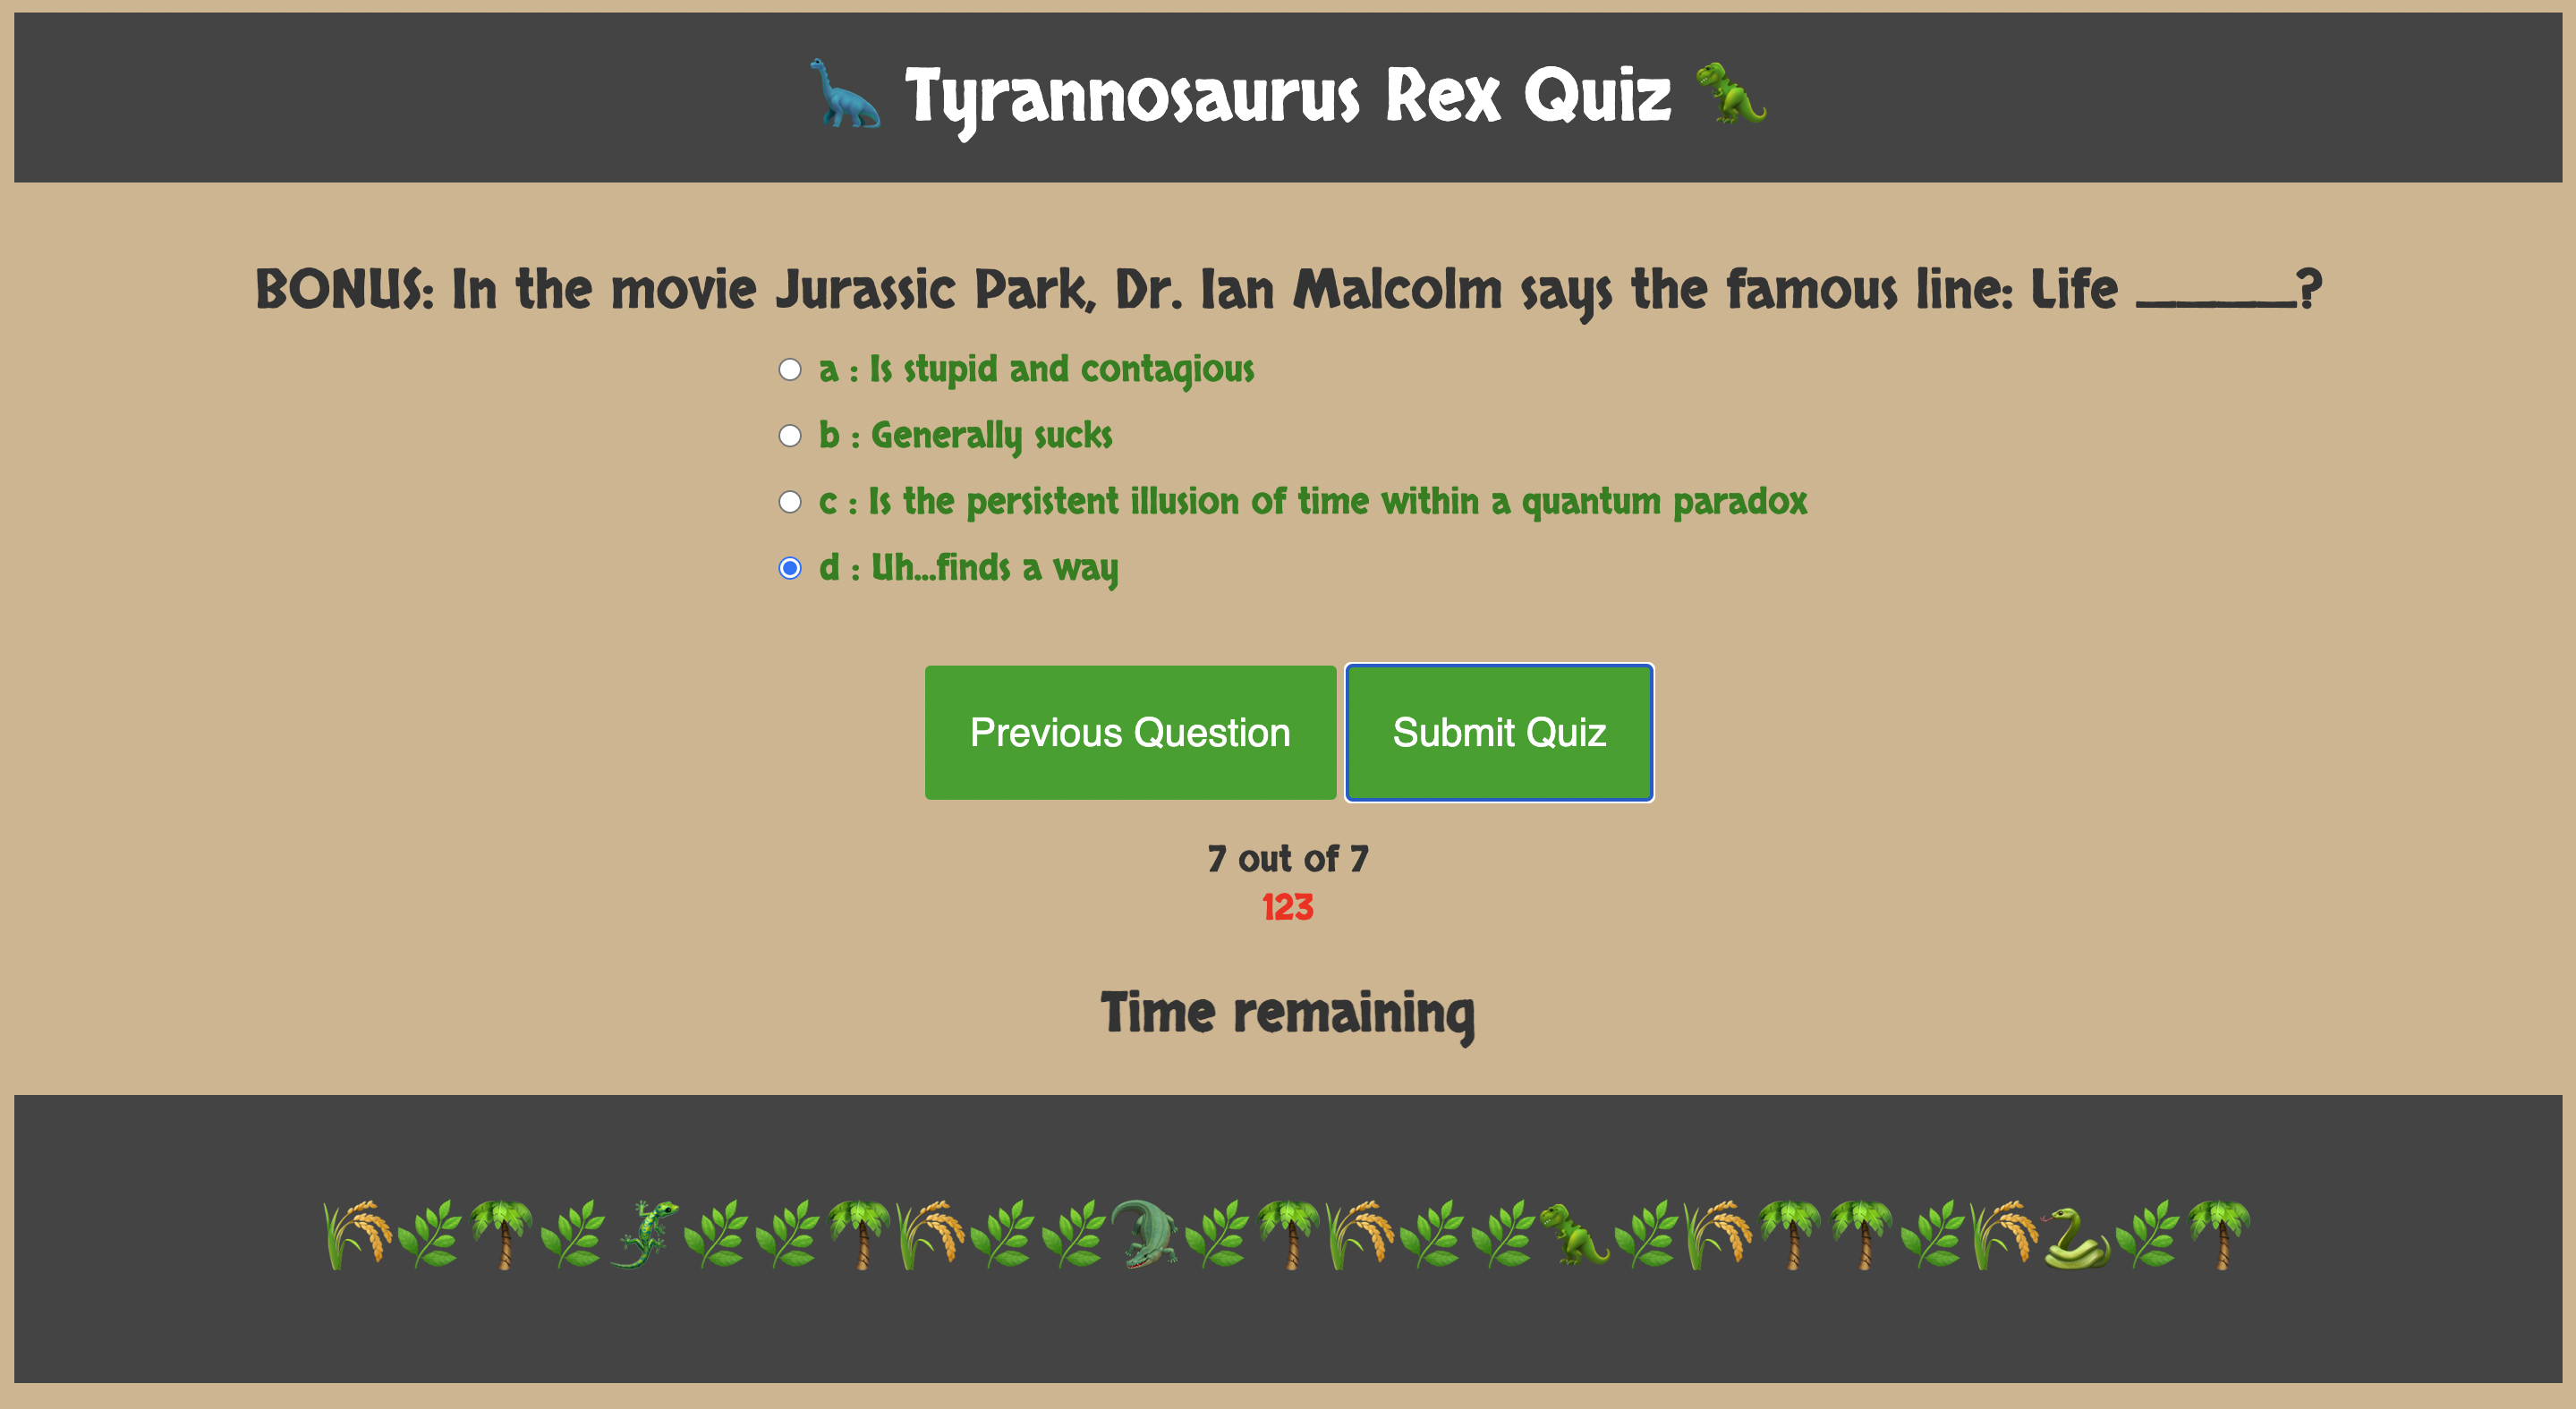 Tyrannosaurus Rex Quiz
BONUS: In the movie Jurassic Park, Dr. Ian Malcolm says the famous line: Life ________?
a : Is stupid and contagious
b : Generally sucks
c : Is the persistent illusion of time within a quantum paradox
d : Uh...finds a way
Previous Question
Submit Quiz
7 out of 7
123
Time remaining